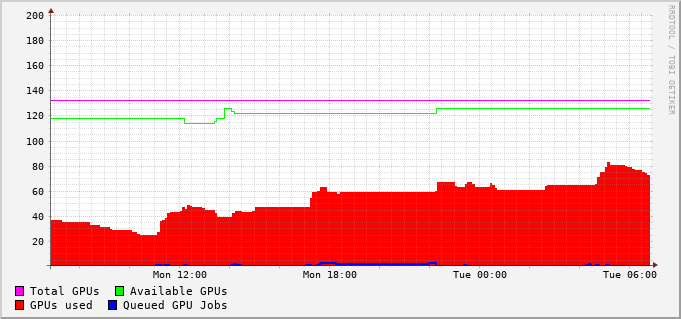 200
180
160
140
120
100
80
60
40
20
Mon 12:00 Mon 18:00 Tue 00:00 Tue 06:00
Total GPUs Available GPUs
GPUs used Queued GPU Jobs
RRDTOOL / TOBI OETIKER